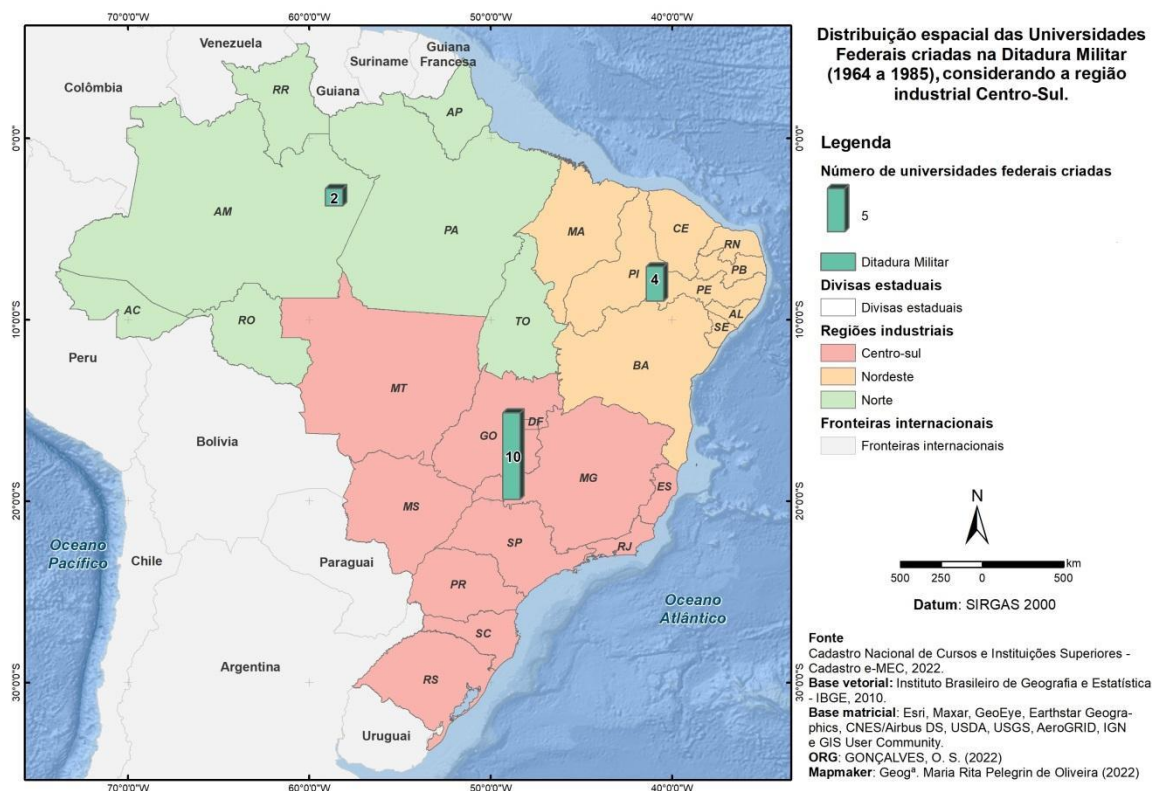 70°0'0"W
60°0'0"W
50°0'0"W
40°0'0"W
Venezuela
Suriname
Guiana
Francesa
Colômbia
Guiana
RR
AP
0°0'0"
0°0'0"
2
AM
PA
MA
CE
RN
PB
PI
4
PE
AL
SE
AC
RO
TO
10°0'0"S
10°0'0"S
Peru
BA
MT
Bolívia
GO
DF
10
MG
ES
MS
20°0'0"S
20°0'0"S
SP
RJ
Oceano
Pacífico
Chile
Paraguai
PR
Oceano
Atlântico
SC
Argentina
RS
30°0'0"S
30°0'0"S
Uruguai
70°0'0"W
60°0'0"W
50°0'0"W
40°0'0"W
Distribuição espacial das Universidades
Federais criadas na Ditadura Militar
(1964 a 1985), considerando a região
industrial Centro-Sul.
Legenda
Número de universidades federais criadas
5
Ditadura Militar
Divisas estaduais
Divisas estaduais
Regiões industriais
Centro-sul
Nordeste
Norte
Fronteiras internacionais
Fronteiras internacionais
N
km
500 250 0 500
Datum: SIRGAS 2000
Fonte
Cadastro Nacional de Cursos e Instituições Superiores -
Cadastro e-MEC, 2022.
Base vetorial: Instituto Brasileiro de Geografia e Estatística
- IBGE, 2010.
Base matricial: Esri, Maxar, GeoEye, Earthstar Geogra-
phics, CNES/Airbus DS, USDA, USGS, AeroGRID, IGN
e GIS User Community.
ORG: GONÇALVES, O. S. (2022)
Mapmaker: Geogª. Maria Rita Pelegrin de Oliveira (2022)